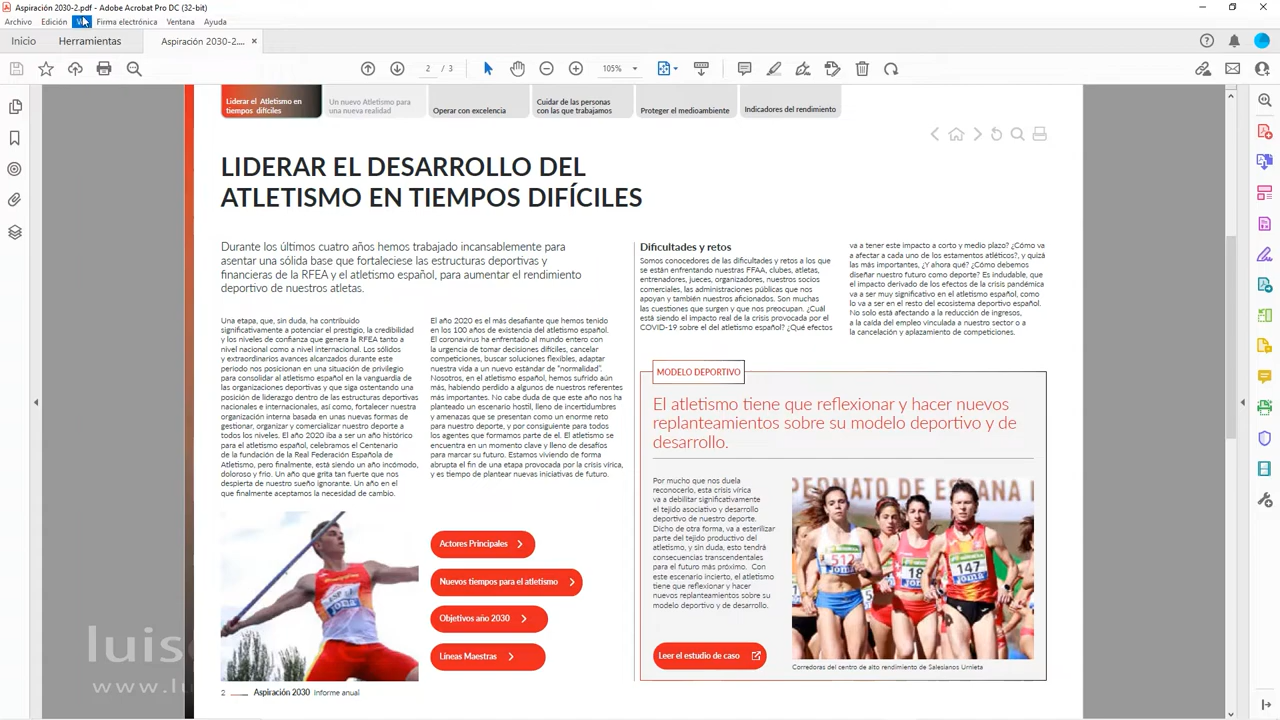 Aspiración 2030-2.pdf - Adobe Acrobat Pro DC (32-bit)
Archivo Edición Firma electrónica Ventana Ayuda
Inicio Herramientas Aspiración 2030-2.... ×
2 / 3 105%
Liderar el Atletismo en
tiempos difíciles
Un nuevo Atletismo para
una nueva realidad
Operar con excelencia
Cuidar de las personas
con las que trabajamos
Proteger el medioambiente
Indicadores del rendimiento
LIDERAR EL DESARROLLO DEL
ATLETISMO EN TIEMPOS DIFÍCILES
Durante los últimos cuatro años hemos trabajado incansablemente para
asentar una sólida base que fortaleciese las estructuras deportivas y
financieras de la RFEA y el atletismo español, para aumentar el rendimiento
deportivo de nuestros atletas.
Una etapa, que, sin duda, ha contribuido
significativamente a potenciar el prestigio, la credibilidad
y los niveles de confianza que genera la RFEA tanto a
nivel nacional como a nivel internacional. Los sólidos
y extraordinarios avances alcanzados durante este
periodo nos posicionan en una situación de privilegio
para consolidar al atletismo español en la vanguardia de
las organizaciones deportivas y que siga ostentando una
posición de liderazgo dentro de las estructuras deportivas
nacionales e internacionales, así como, fortalecer nuestra
organización interna basada en unas nuevas formas de
gestionar, organizar y comercializar nuestro deporte a
todos los niveles. El año 2020 iba a ser un año histórico
para el atletismo español, celebramos el Centenario
de la fundación de la Real Federación Española de
Atletismo, pero finalmente, está siendo un año incómodo,
doloroso y frio. Un año que grita tan fuerte que nos
despierta de nuestro sueño ignorante. Un año en el
que finalmente aceptamos la necesidad de cambio.
El año 2020 es el más desafiante que hemos tenido
en los 100 años de existencia del atletismo español.
El coronavirus ha enfrentado al mundo entero con
la urgencia de tomar decisiones difíciles, cancelar
competiciones, buscar soluciones flexibles, adaptar
nuestra vida a un nuevo estándar de “normalidad”.
Nosotros, en el atletismo español, hemos sufrido aún
más, habiendo perdido a algunos de nuestros referentes
más importantes. No cabe duda de que este año nos ha
planteado un escenario hostil, lleno de incertidumbres
y amenazas que se presentan como un enorme reto
para nuestro deporte, y por consiguiente para todos
los agentes que formamos parte de el. El atletismo se
encuentra en un momento clave y lleno de desafíos
para marcar su futuro. Estamos viviendo de forma
abrupta el fin de una etapa provocada por la crisis vírica,
y es tiempo de plantear nuevas iniciativas de futuro.
Actores Principales
Nuevos tiempos para el atletismo
Objetivos año 2030
Líneas Maestras
2 Aspiración 2030 Informe anual
Dificultades y retos
Somos conocedores de las dificultades y retos a los que
se están enfrentando nuestras FFAA, clubes, atletas,
entrenadores, jueces, organizadores, nuestros socios
comerciales, las administraciones públicas que nos
apoyan y también nuestros aficionados. Son muchas
las cuestiones que surgen y que nos preocupan. ¿Cuál
está siendo el impacto real de la crisis provocada por el
COVID-19 sobre el del atletismo español? ¿Qué efectos
va a tener este impacto a corto y medio plazo? ¿Cómo va
a afectar a cada uno de los estamentos atléticos?, y quizá
las más importantes, ¿Y ahora qué? ¿Cómo debemos
diseñar nuestro futuro como deporte? Es indudable, que
el impacto derivado de los efectos de la crisis pandémica
va a ser muy significativo en el atletismo español, como
lo va a ser en el resto del ecosistema deportivo español.
No solo está afectando a la reducción de ingresos,
a la caída del empleo vinculada a nuestro sector o a
la cancelación y aplazamiento de competiciones.
MODELO DEPORTIVO
El atletismo tiene que reflexionar y hacer nuevos
replanteamientos sobre su modelo deportivo y de
desarrollo.
Por mucho que nos duela
reconocerlo, esta crisis vírica
va a debilitar significativamente
el tejido asociativo y desarrollo
deportivo de nuestro deporte.
Dicho de otra forma, va a esterilizar
parte del tejido productivo del
atletismo, y sin duda, esto tendrá
consecuencias transcendentales
para el futuro más próximo. Con
este escenario incierto, el atletismo
tiene que reflexionar y hacer
nuevos replanteamientos sobre su
modelo deportivo y de desarrollo.
Leer el estudio de caso
PEONATO DE ESPAÑA
512
18
147
Joma
Joma
Joma
Joma
Corredoras del centro de alto rendimiento de Salesianos Urnieta